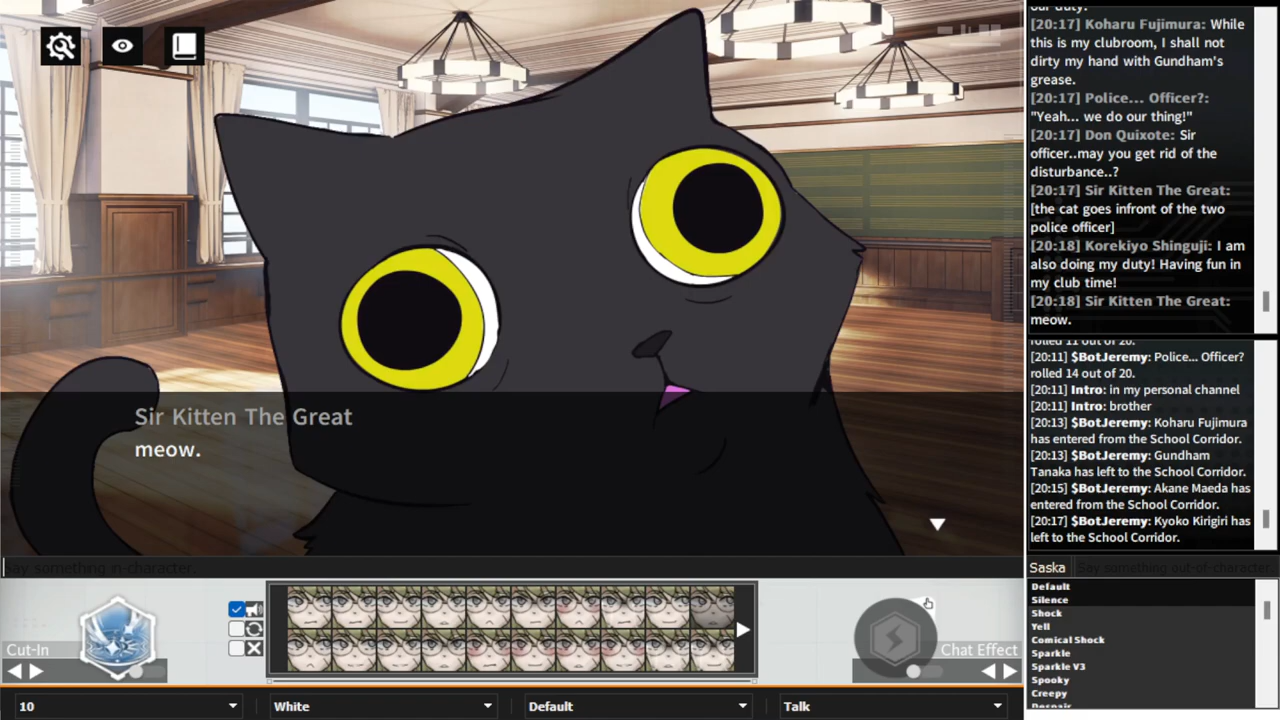 our duty.
[20:17] Koharu Fujimura: While
this is my clubroom, I shall not
dirty my hand with Gundham's
grease.
[20:17] Police... Officer?:
"Yeah... we do our thing!"
[20:17] Don Quixote: Sir
officer..may you get rid of the
disturbance..?
[20:17] Sir Kitten The Great:
[the cat goes infront of the two
police officer]
[20:18] Korekiyo Shinguji: I am
also doing my duty! Having fun in
my club time!
[20:18] Sir Kitten The Great:
meow.
Sir Kitten The Great
meow.
rolled 11 out of 20.
[20:11] $BotJeremy: Police... Officer?
rolled 14 out of 20.
[20:11] Intro: in my personal channel
[20:11] Intro: brother
[20:13] $BotJeremy: Koharu Fujimura
has entered from the School Corridor.
[20:13] $BotJeremy: Gundham
Tanaka has left to the School Corridor.
[20:15] $BotJeremy: Akane Maeda has
entered from the School Corridor.
[20:17] $BotJeremy: Kyoko Kirigiri has
left to the School Corridor.
Say something in-character.
Saska
Say something out-of-character
Cut-In
Chat Effect
Default
Silence
Shock
Yell
Comical Shock
Sparkle
Sparkle V3
Spooky
Creepy
Despair
10
White
Default
Talk